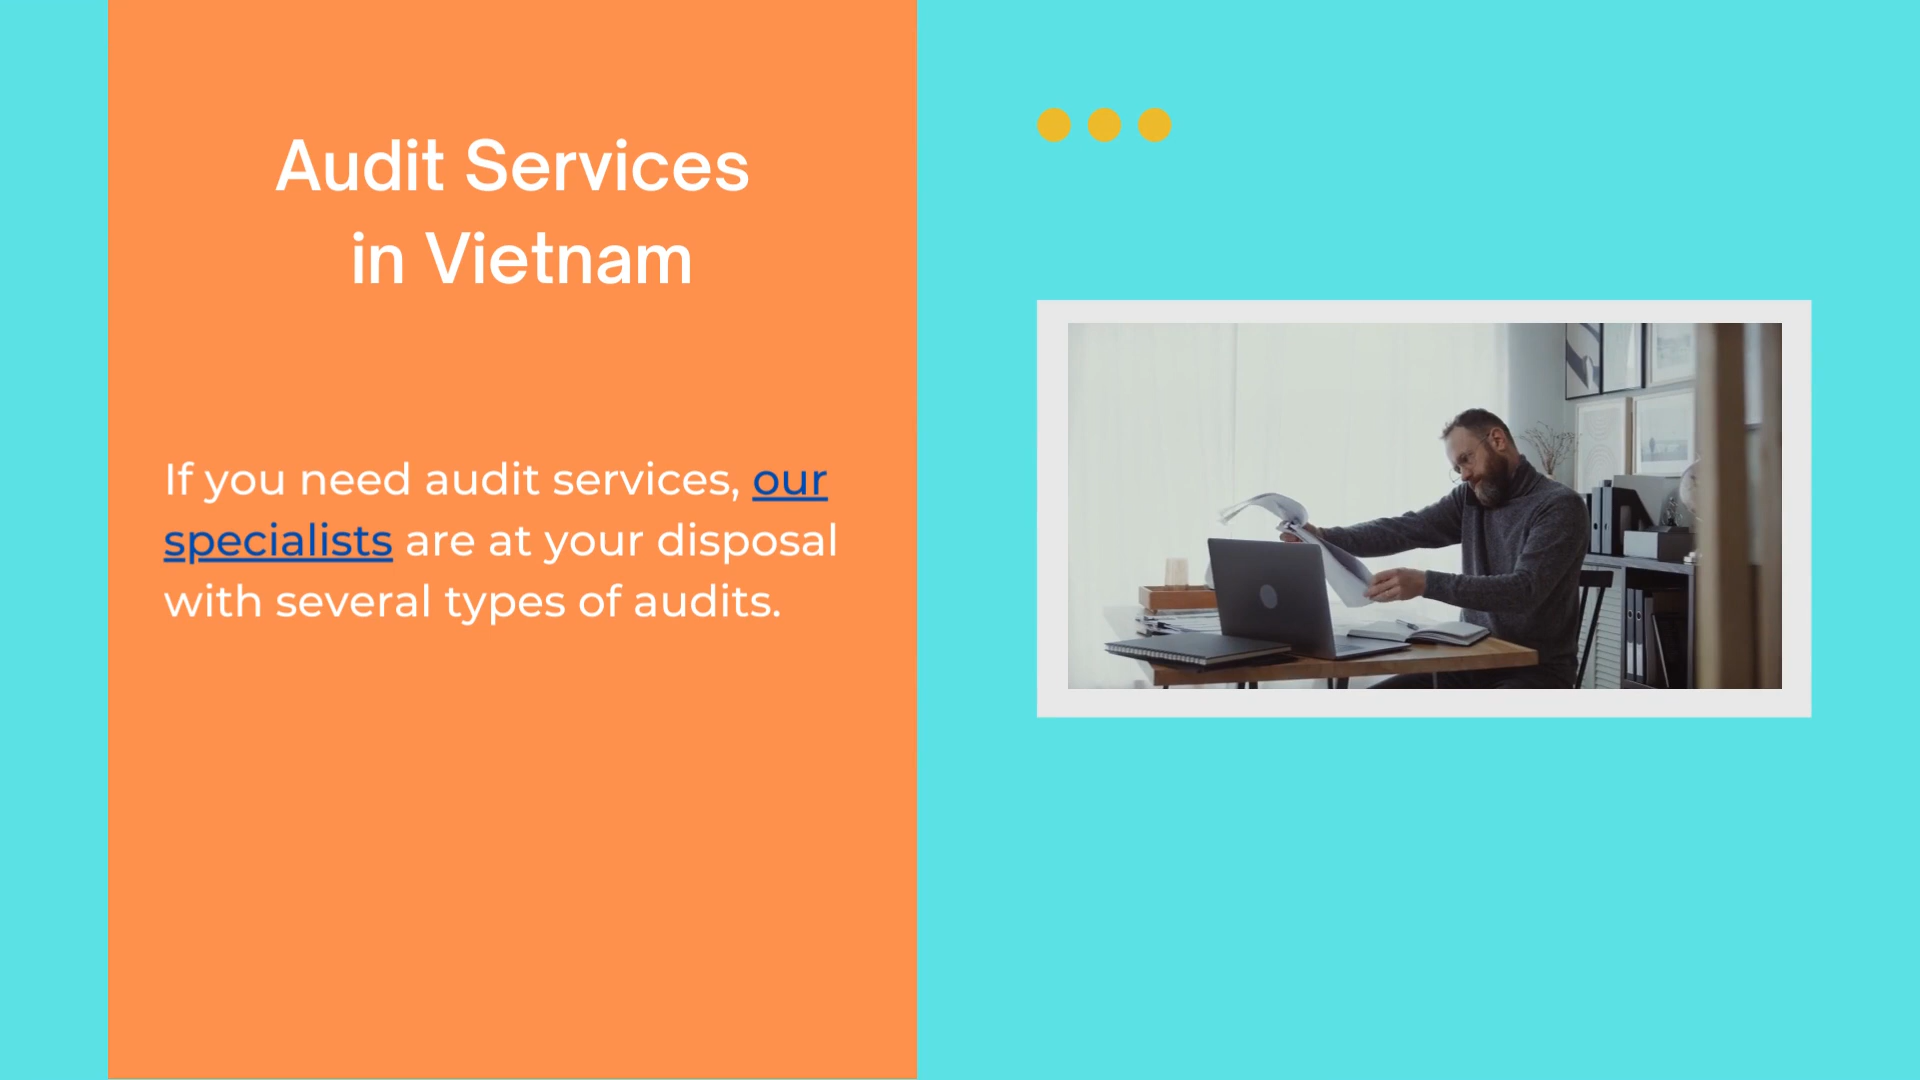 Audit Services
in Vietnam
If you need audit services, our
specialists are at your disposal
with several types of audits.